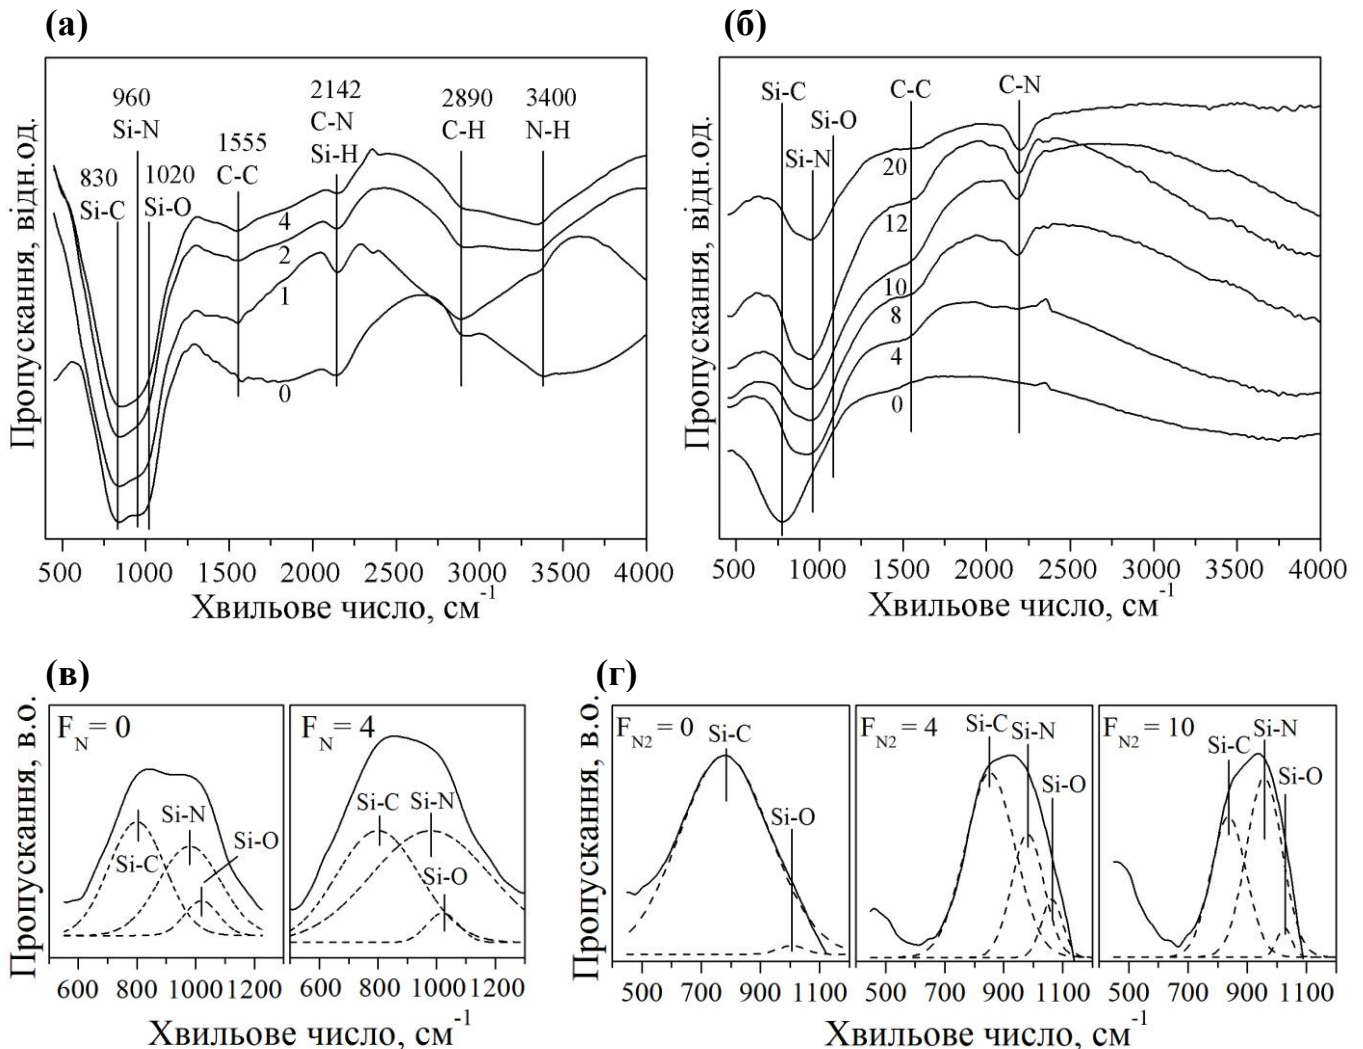 (а)
(б)
960
Si-N
830
Si-C
1020
Si-O
1555
C-C
2142
C-N
Si-H
2890
C-H
3400
N-H
4
2
1
0
Пропускання, відн.од.
500 1000 1500 2000 2500 3000 3500 4000
Хвильове число, см-1
Si-C
Si-N
Si-O
C-C
C-N
20
12
10
8
4
0
Пропускання, відн.од.
500 1000 1500 2000 2500 3000 3500 4000
Хвильове число, см-1
(в)
(г)
Пропускання, в.о.
FN= 0
Si-C
Si-N
Si-O
600 800 1000 1200
FN= 4
Si-C
Si-N
Si-O
600 800 1000 1200
Хвильове число, см-1
Пропускання, в.о.
FN2= 0
Si-C
Si-O
500 700 900 1100
FN2= 4
Si-C
Si-N
Si-O
500 700 900 1100
FN2= 10
Si-C
Si-N
Si-O
500 700 900 1100
Хвильове число, см-1